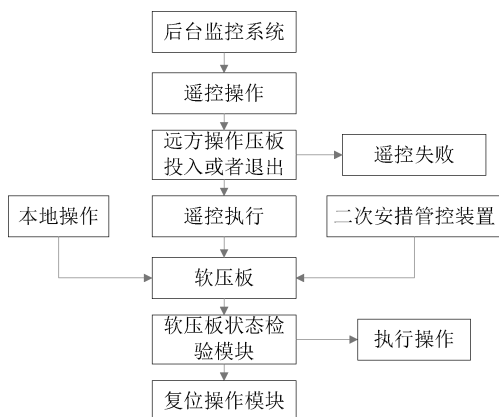 后台监控系统
遥控操作
远方操作压板
投入或者退出
遥控失败
本地操作
遥控执行
二次安措管控装置
软压板
软压板状态检
验模块
执行操作
复位操作模块